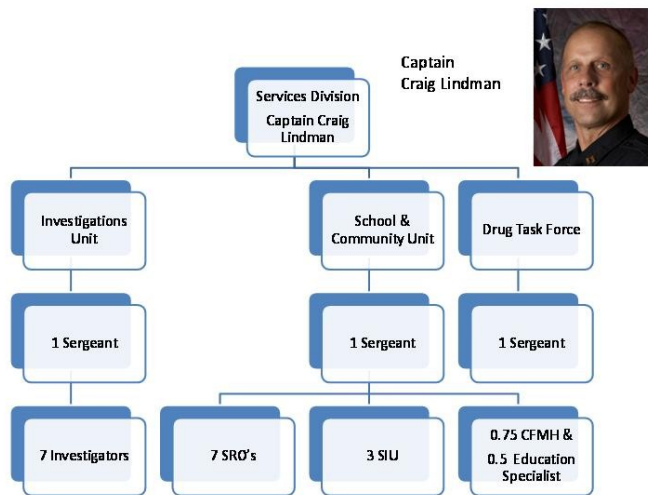 Captain
Craig Lindman
Services Division
Captain Craig
Lindman
Investigations
Unit
School &
Community Unit
Drug Task Force
1 Sergeant
1 Sergeant
1 Sergeant
7 Investigators
7 SRO's
3 SIU
0.75 CFMH &
0.5 Education
Specialist